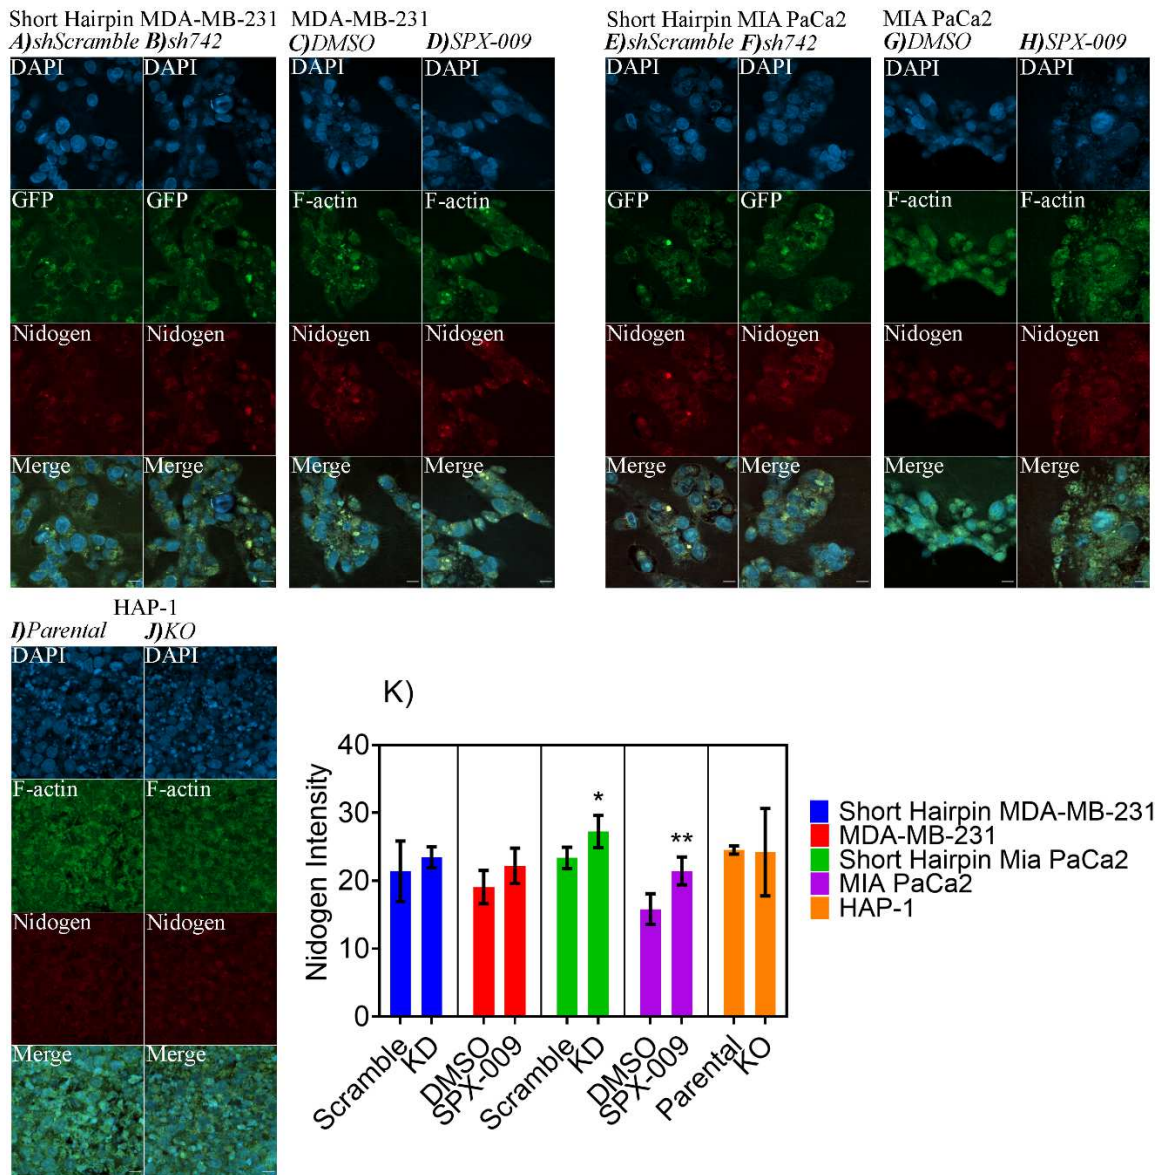 Short Hairpin MDA-MB-231 MDA-MB-231 Short Hairpin MIA PaCa2 MIA PaCa2
A)shScramble B)sh742 C)DMSO D)SPX-009 E)shScramble F)sh742 G)DMSO H)SPX-009
DAPI DAPI DAPI DAPI DAPI DAPI DAPI DAPI
GFP GFP F-actin F-actin GFP GFP F-actin F-actin
Nidogen Nidogen Nidogen Nidogen Nidogen Nidogen Nidogen Nidogen
Merge Merge Merge Merge Merge Merge Merge Merge
HAP-1
I)Parental J)KO
DAPI DAPI
F-actin F-actin
Nidogen Nidogen
Merge Merge
K)
Nidogen Intensity
40
30
20
10
0
*
**
Scramble KD DMSO SPX-009 Scramble KD DMSO SPX-009 Parental KO
Short Hairpin MDA-MB-231
MDA-MB-231
Short Hairpin Mia PaCa2
MIA PaCa2
HAP-1